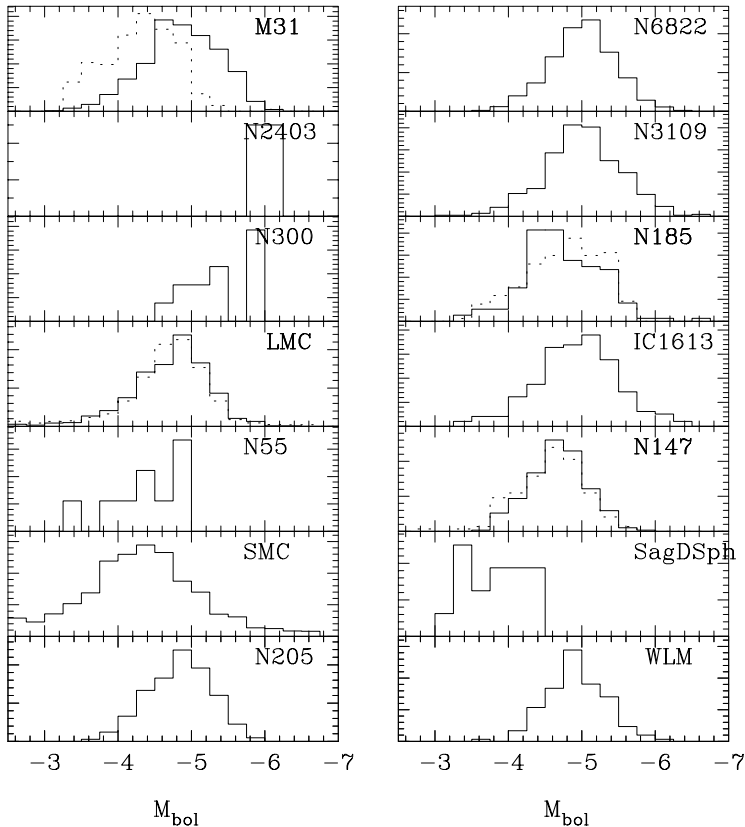 M31
N2403
N300
LMC
N55
SMC
N205
−3 −4 −5 −6 −7
M_bol
N6822
N3109
N185
IC1613
N147
SagDSph
WLM
−3 −4 −5 −6 −7
M_bol